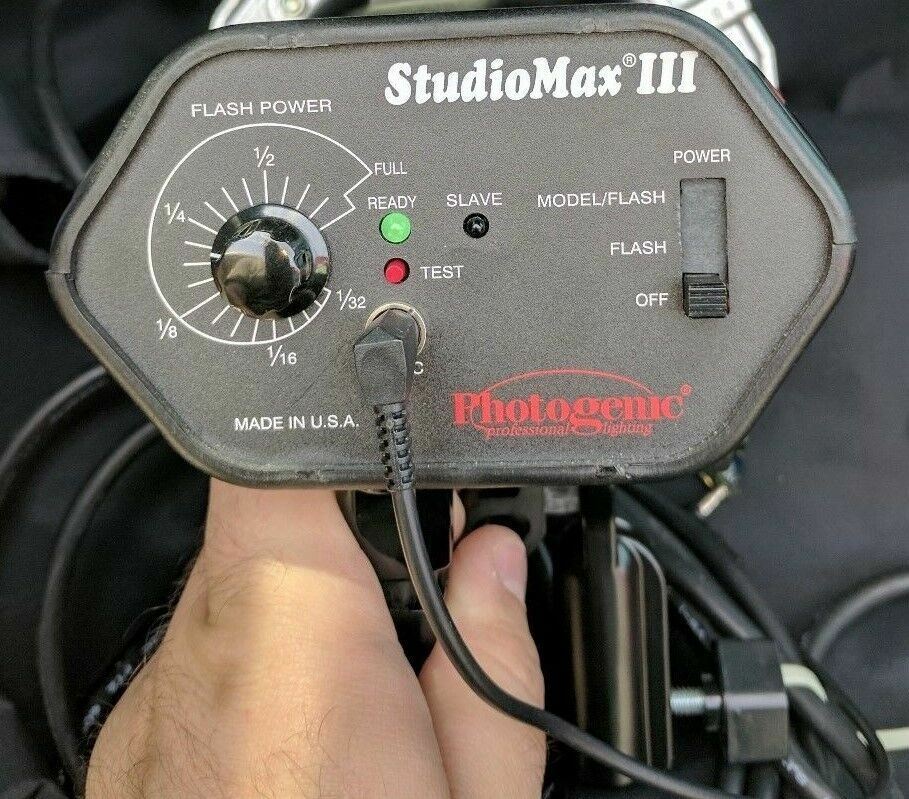 StudioMax® III
FLASH POWER
FULL
1/2
1/4
1/8
1/16
1/32
READY
SLAVE
TEST
C
POWER
MODEL/FLASH
FLASH
OFF
MADE IN U.S.A.
Photogenic®
professional lighting